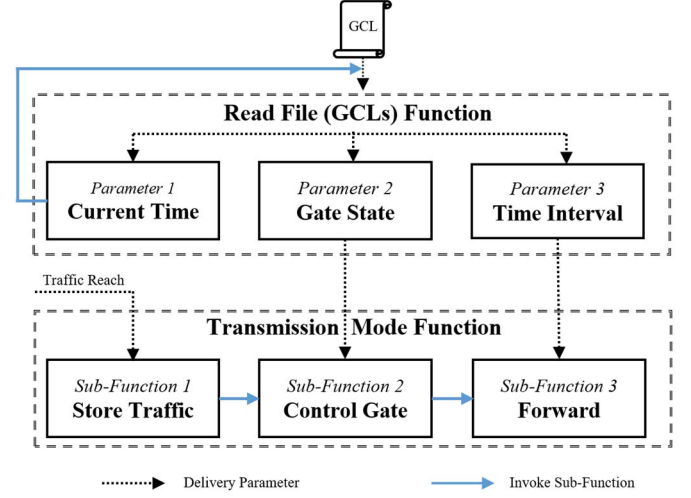 GCL
Read File (GCLs) Function
Parameter 1
Current Time
Parameter 2
Gate State
Parameter 3
Time Interval
Traffic Reach
Transmission Mode Function
Sub-Function 1
Store Traffic
Sub-Function 2
Control Gate
Sub-Function 3
Forward
Delivery Parameter
Invoke Sub-Function